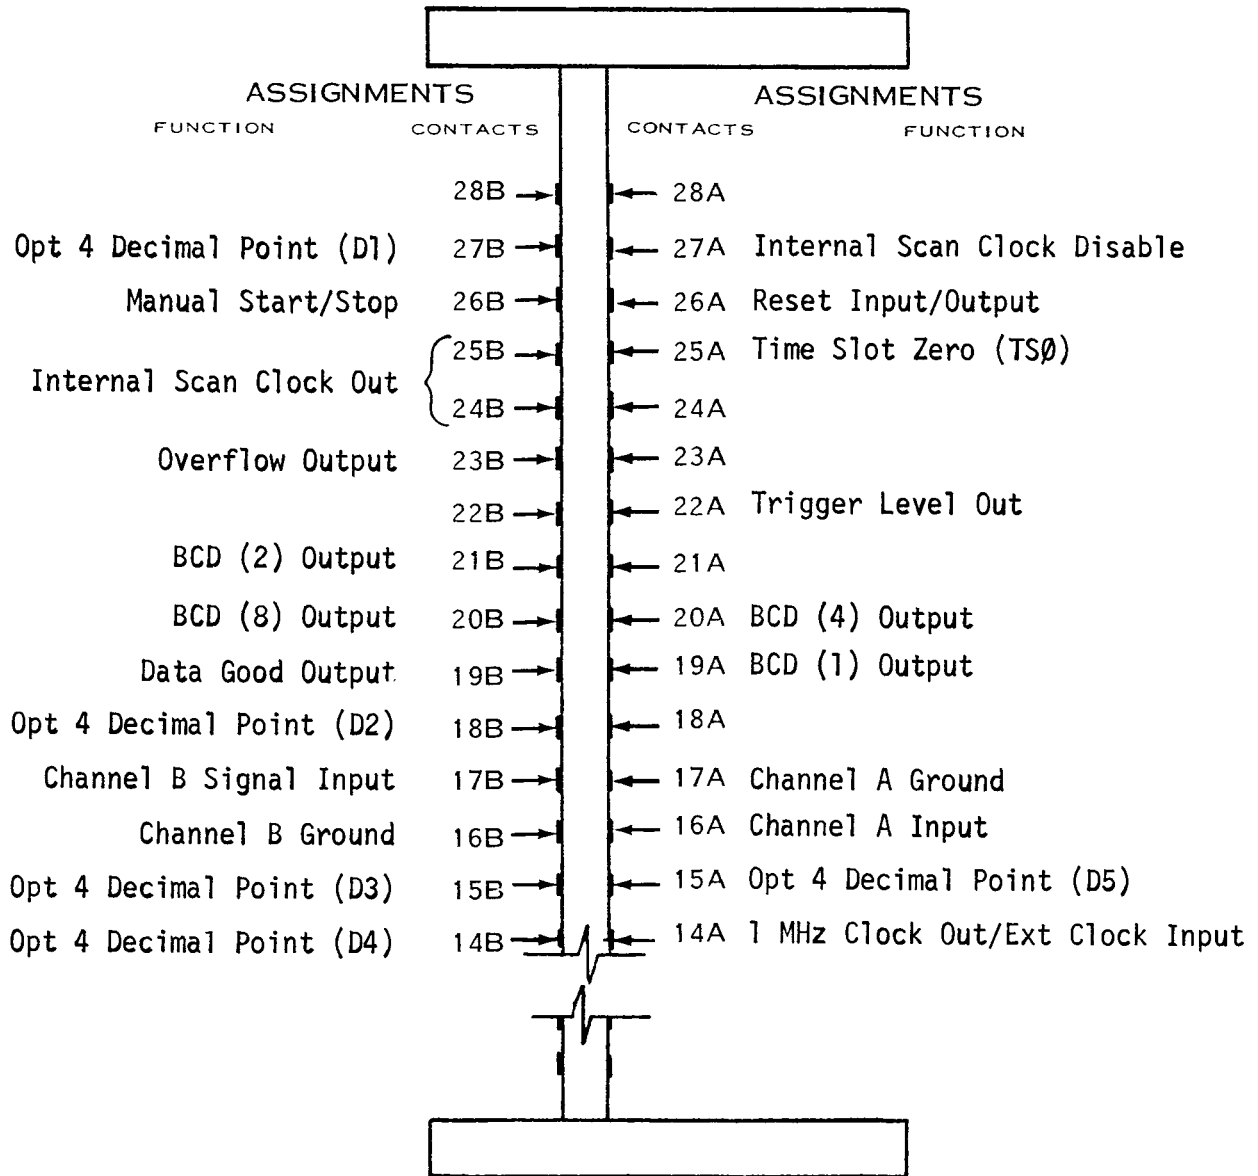 ASSIGNMENTS ASSIGNMENTS
FUNCTION CONTACTS CONTACTS FUNCTION
28B 28A
Opt 4 Decimal Point (D1) 27B 27A Internal Scan Clock Disable
Manual Start/Stop 26B 26A Reset Input/Output
25B 25A Time Slot Zero (TSØ)
Internal Scan Clock Out
24B 24A
Overflow Output 23B 23A
22B 22A Trigger Level Out
BCD (2) Output 21B 21A
BCD (8) Output 20B 20A BCD (4) Output
Data Good Output 19B 19A BCD (1) Output
Opt 4 Decimal Point (D2) 18B 18A
Channel B Signal Input 17B 17A Channel A Ground
Channel B Ground 16B 16A Channel A Input
Opt 4 Decimal Point (D3) 15B 15A Opt 4 Decimal Point (D5)
Opt 4 Decimal Point (D4) 14B 14A 1 MHz Clock Out/Ext Clock Input